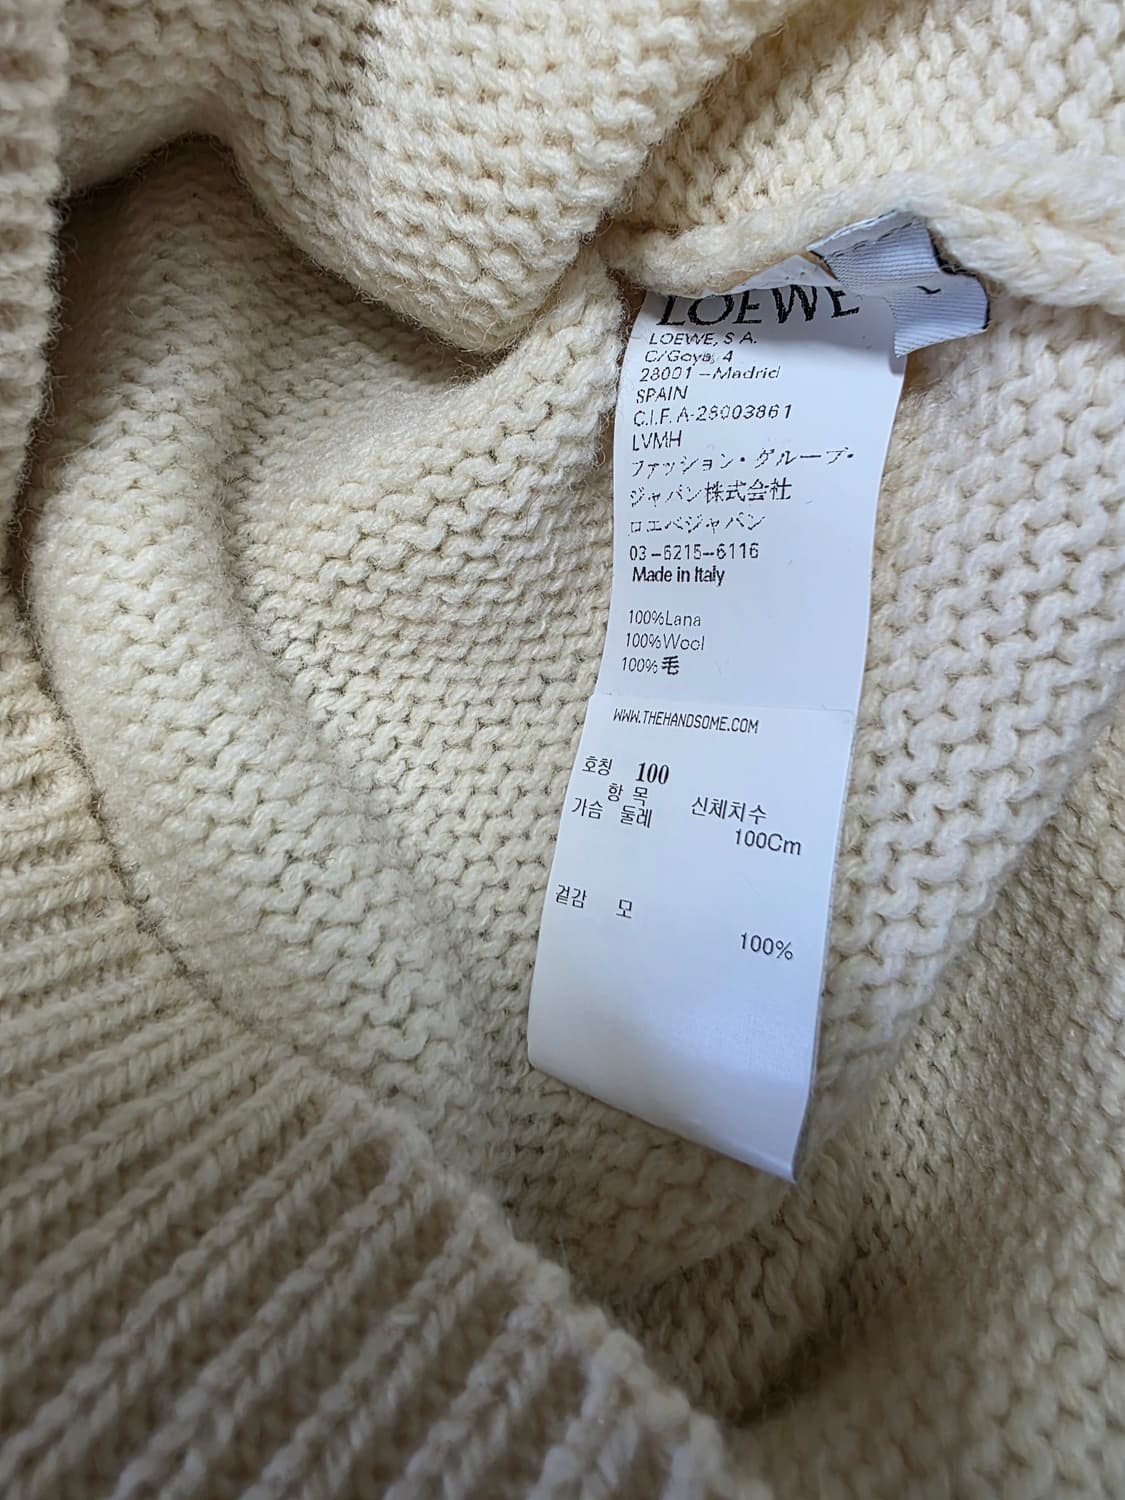 LOEWE
LOEWE, S.A.
C/Goya, 4
28001 – Madrid
SPAIN
C.I.F. A-28003861
LVMH
ファッション・グループ・
ジャパン株式会社
ロエベジャパン
03-6215-6116
Made in Italy
100%Lana
100%Wool
100%毛
WWW.THEHANDSOME.COM
호칭 100
항 목 신체치수
가슴 둘레 100Cm
겉감 모
100%